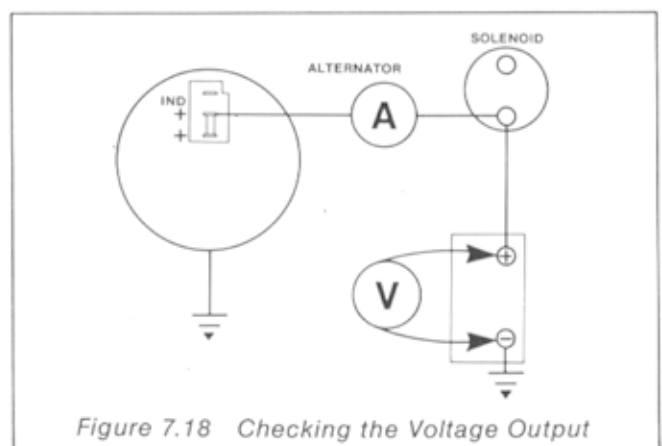 SOLENOID
ALTERNATOR
IND
+
+
A
V
+
−
Figure 7.18 Checking the Voltage Output